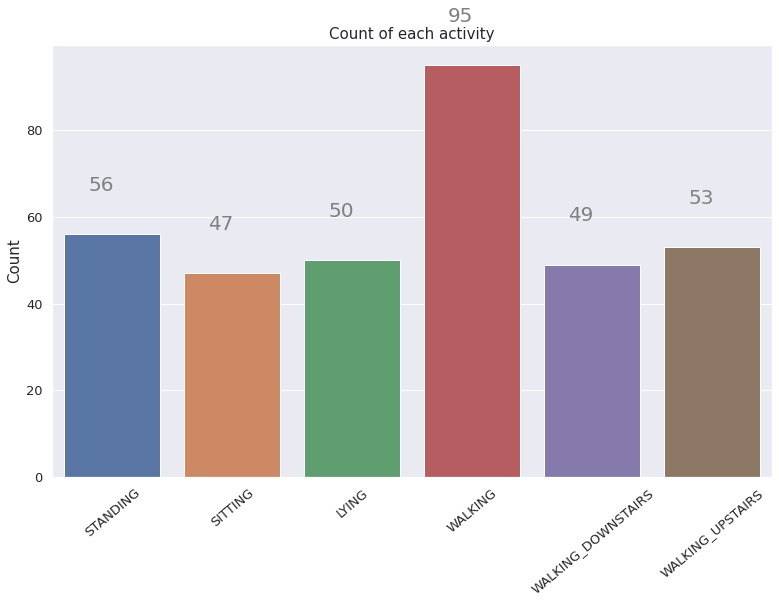 95
Count of each activity
Count
80
60
40
20
0
56
47
50
49
53
STANDING
SITTING
LYING
WALKING
WALKING_DOWNSTAIRS
WALKING_UPSTAIRS